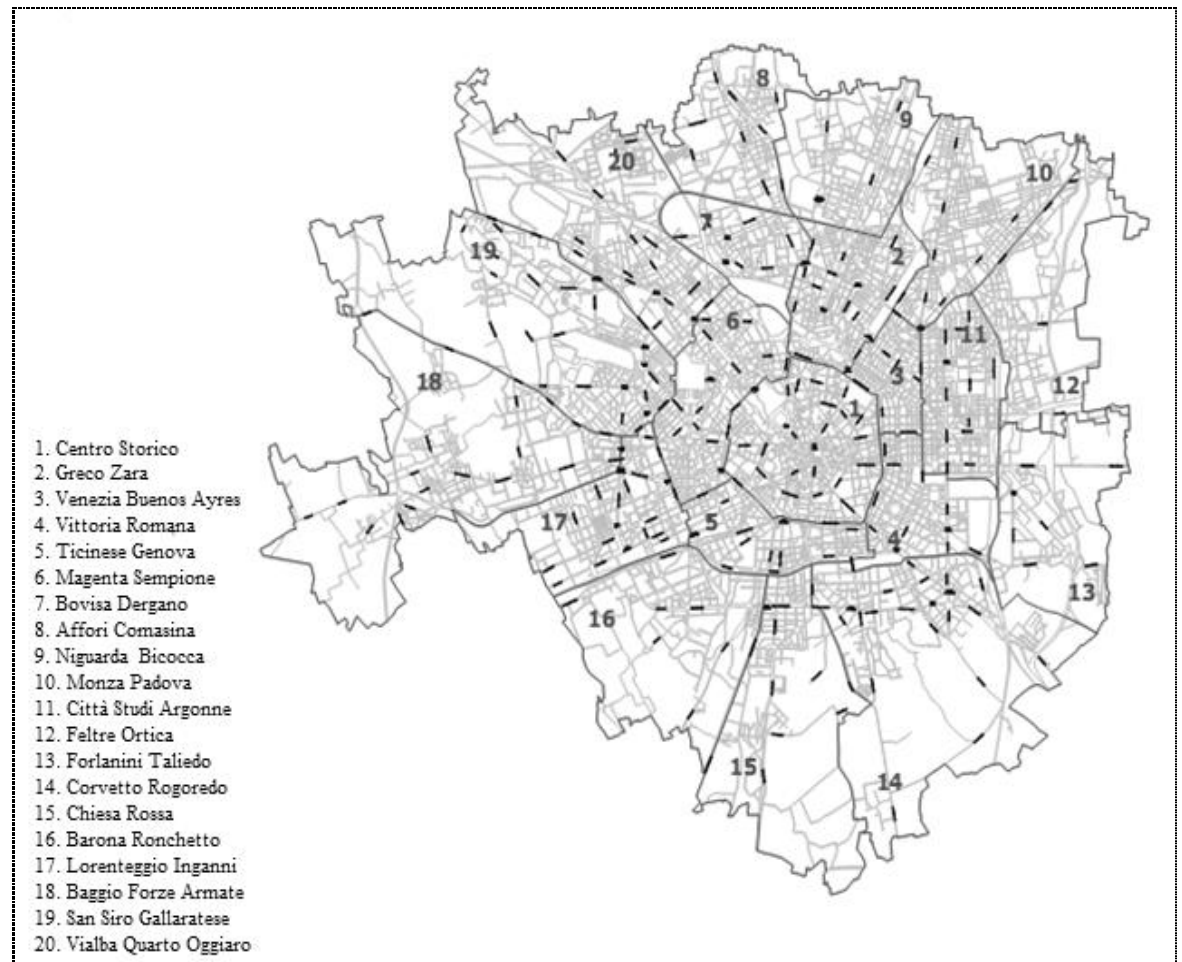 8
9
20
10
7
19
2
6
11
3
18
12
1
1. Centro Storico
2. Greco Zara
3. Venezia Buenos Ayres
4. Vittoria Romana
5. Ticinese Genova
6. Magenta Sempione
7. Bovisa Dergano
8. Affori Comasina
9. Niguarda Bicocca
10. Monza Padova
11. Città Studi Argonne
12. Feltre Ortica
13. Forlanini Taliedo
14. Corvetto Rogoredo
15. Chiesa Rossa
16. Barona Ronchetto
17. Lorenteggio Inganni
18. Baggio Forze Armate
19. San Siro Gallaratese
20. Vialba Quarto Oggiaro
17
5
4
13
16
15
14